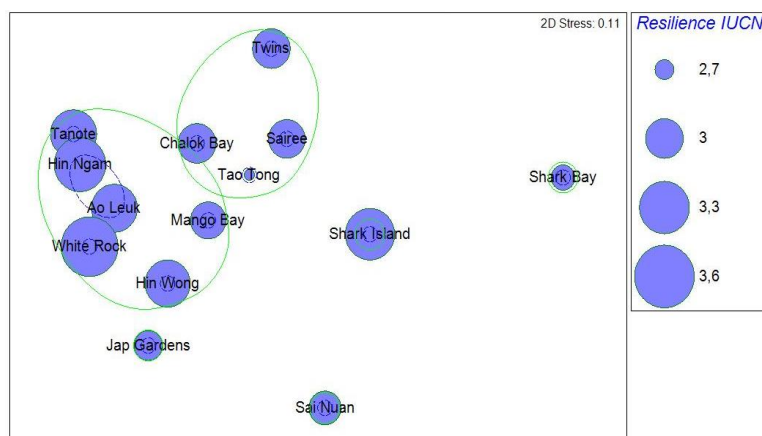 2D Stress: 0.11
Twins
Tanote
Chalok Bay
Sairee
Hin Ngam
Tao Tong
Shark Bay
Ao Leuk
Mango Bay
White Rock
Shark Island
Hin Wong
Jap Gardens
Sai Nuan
Resilience IUCN
2,7
3
3,3
3,6